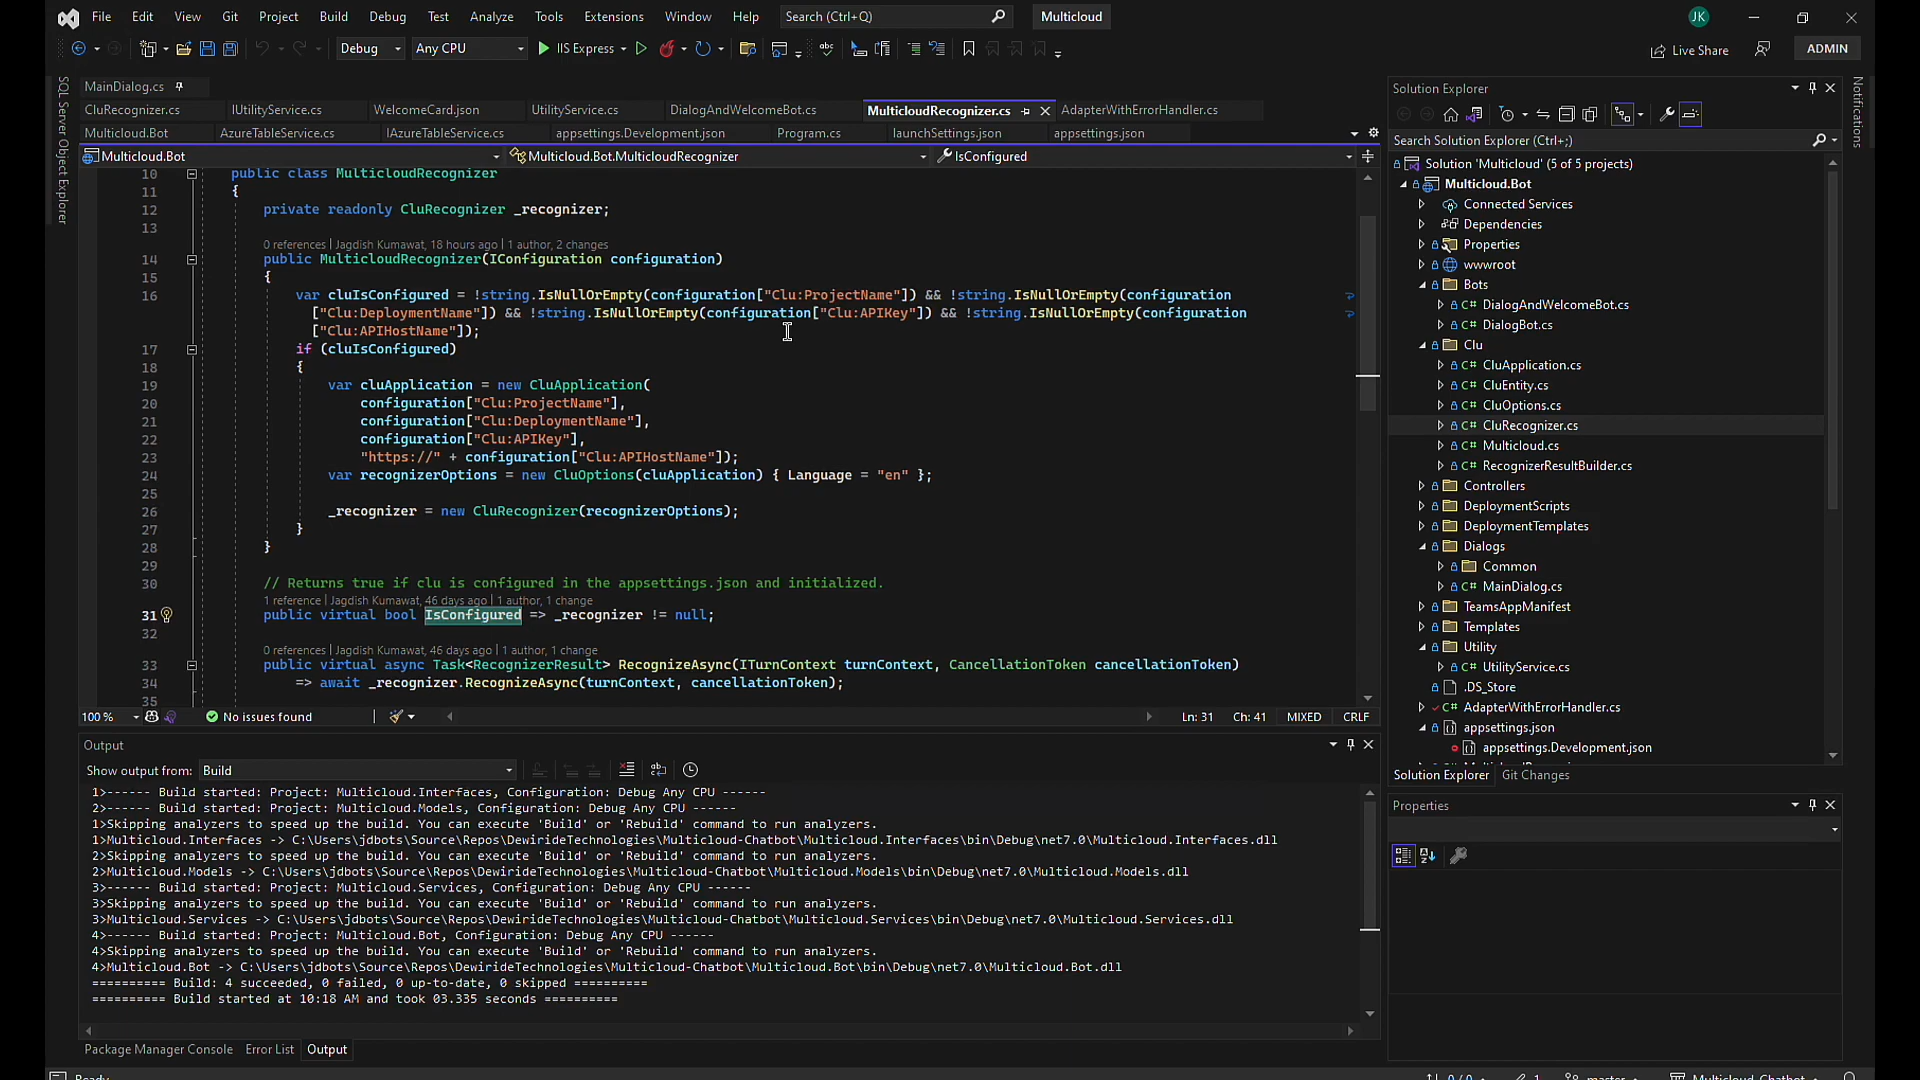 File Edit View Git Project Build Debug Test Analyze Tools Extensions Window Help Search (Ctrl+Q) Multicloud JK
Debug Any CPU IIS Express Live Share ADMIN
SQL Server Object Explorer
MainDialog.cs
CluRecognizer.cs IUtilityService.cs WelcomeCard.json UtilityService.cs DialogAndWelcomeBot.cs MulticloudRecognizer.cs AdapterWithErrorHandler.cs
Multicloud.Bot AzureTableService.cs IAzureTableService.cs appsettings.Development.json Program.cs launchSettings.json appsettings.json
Multicloud.Bot Multicloud.Bot.MulticloudRecognizer IsConfigured
10 public class MulticloudRecognizer
11 {
12 private readonly CluRecognizer _recognizer;
13
0 references | Jagdish Kumawat, 18 hours ago | 1 author, 2 changes
14 public MulticloudRecognizer(IConfiguration configuration)
15 {
16 var cluIsConfigured = !string.IsNullOrEmpty(configuration["Clu:ProjectName"]) && !string.IsNullOrEmpty(configuration
["Clu:DeploymentName"]) && !string.IsNullOrEmpty(configuration["Clu:APIKey"]) && !string.IsNullOrEmpty(configuration
["Clu:APIHostName"]);
17 if (cluIsConfigured)
18 {
19 var cluApplication = new CluApplication(
20 configuration["Clu:ProjectName"],
21 configuration["Clu:DeploymentName"],
22 configuration["Clu:APIKey"],
23 "https://" + configuration["Clu:APIHostName"]);
24 var recognizerOptions = new CluOptions(cluApplication) { Language = "en" };
25
26 _recognizer = new CluRecognizer(recognizerOptions);
27 }
28 }
29
30 // Returns true if clu is configured in the appsettings.json and initialized.
1 reference | Jagdish Kumawat, 46 days ago | 1 author, 1 change
31 public virtual bool IsConfigured => _recognizer != null;
32
0 references | Jagdish Kumawat, 46 days ago | 1 author, 1 change
33 public virtual async Task<RecognizerResult> RecognizeAsync(ITurnContext turnContext, CancellationToken cancellationToken)
34 => await _recognizer.RecognizeAsync(turnContext, cancellationToken);
35
100 % No issues found Ln: 31 Ch: 41 MIXED CRLF
Output
Show output from: Build
1>------ Build started: Project: Multicloud.Interfaces, Configuration: Debug Any CPU ------
2>------ Build started: Project: Multicloud.Models, Configuration: Debug Any CPU ------
1>Skipping analyzers to speed up the build. You can execute 'Build' or 'Rebuild' command to run analyzers.
1>Multicloud.Interfaces -> C:\Users\jdbots\Source\Repos\DewirideTechnologies\Multicloud-Chatbot\Multicloud.Interfaces\bin\Debug\net7.0\Multicloud.Interfaces.dll
2>Skipping analyzers to speed up the build. You can execute 'Build' or 'Rebuild' command to run analyzers.
2>Multicloud.Models -> C:\Users\jdbots\Source\Repos\DewirideTechnologies\Multicloud-Chatbot\Multicloud.Models\bin\Debug\net7.0\Multicloud.Models.dll
3>------ Build started: Project: Multicloud.Services, Configuration: Debug Any CPU ------
3>Skipping analyzers to speed up the build. You can execute 'Build' or 'Rebuild' command to run analyzers.
3>Multicloud.Services -> C:\Users\jdbots\Source\Repos\DewirideTechnologies\Multicloud-Chatbot\Multicloud.Services\bin\Debug\net7.0\Multicloud.Services.dll
4>------ Build started: Project: Multicloud.Bot, Configuration: Debug Any CPU ------
4>Skipping analyzers to speed up the build. You can execute 'Build' or 'Rebuild' command to run analyzers.
4>Multicloud.Bot -> C:\Users\jdbots\Source\Repos\DewirideTechnologies\Multicloud-Chatbot\Multicloud.Bot\bin\Debug\net7.0\Multicloud.Bot.dll
========== Build: 4 succeeded, 0 failed, 0 up-to-date, 0 skipped ==========
========== Build started at 10:18 AM and took 03.335 seconds ==========
Package Manager Console Error List Output
Solution Explorer
Search Solution Explorer (Ctrl+;)
Solution 'Multicloud' (5 of 5 projects)
Multicloud.Bot
Connected Services
Dependencies
Properties
wwwroot
Bots
C# DialogAndWelcomeBot.cs
C# DialogBot.cs
Clu
C# CluApplication.cs
C# CluEntity.cs
C# CluOptions.cs
C# CluRecognizer.cs
C# Multicloud.cs
C# RecognizerResultBuilder.cs
Controllers
DeploymentScripts
DeploymentTemplates
Dialogs
Common
C# MainDialog.cs
TeamsAppManifest
Templates
Utility
C# UtilityService.cs
.DS_Store
C# AdapterWithErrorHandler.cs
appsettings.json
appsettings.Development.json
Solution Explorer Git Changes
Properties
Notifications
Ready 0 / 0 1 master Multicloud-Chatbot